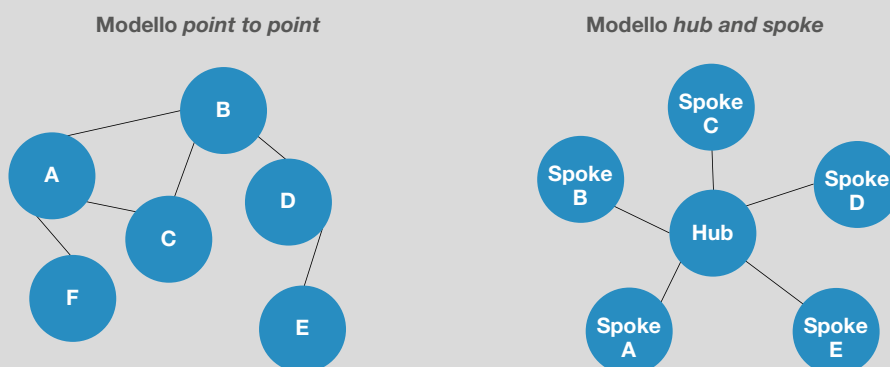 Modello point to point
B
A
D
C
F
E
Modello hub and spoke
Spoke
C
Spoke
B
Spoke
D
Hub
Spoke
A
Spoke
E